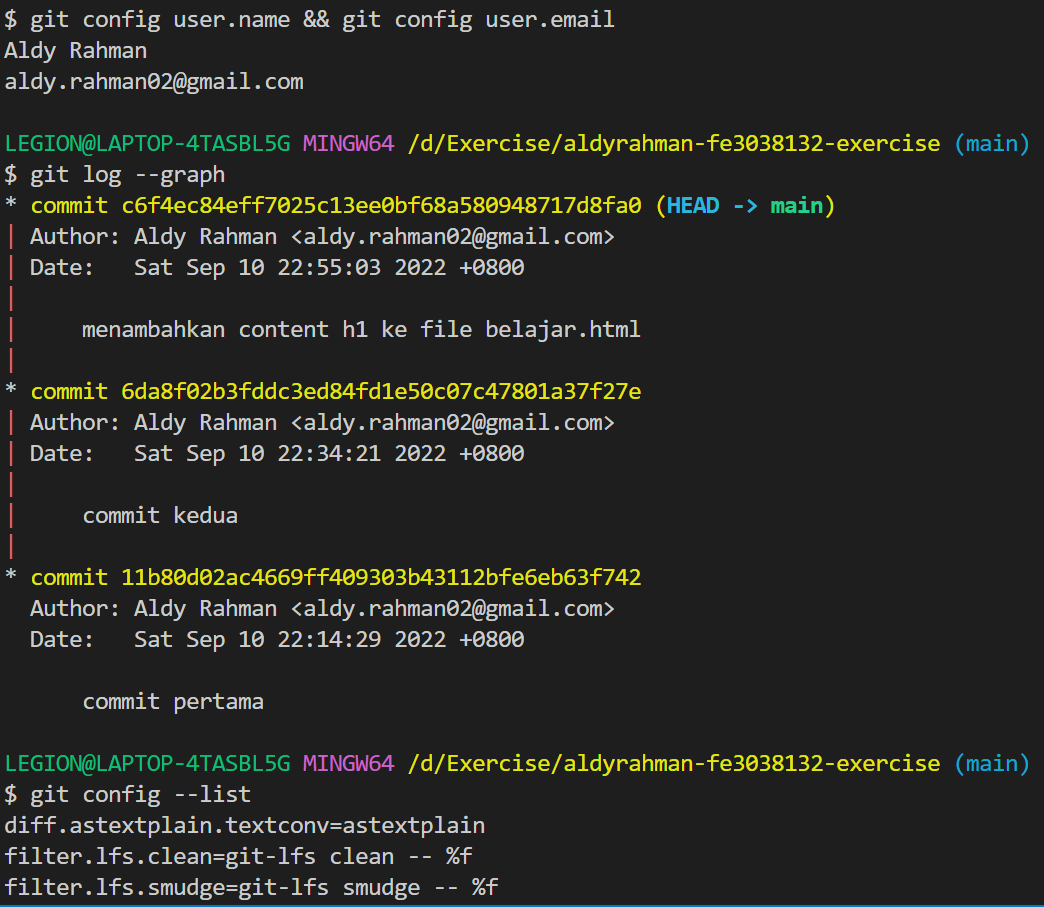 $ git config user.name && git config user.email
Aldy Rahman
aldy.rahman02@gmail.com
LEGION@LAPTOP-4TASBL5G MINGW64 /d/Exercise/aldyrahman-fe3038132-exercise (main)
$ git log --graph
* commit c6f4ec84eff7025c13ee0bf68a580948717d8fa0 (HEAD -> main)
| Author: Aldy Rahman <aldy.rahman02@gmail.com>
| Date:   Sat Sep 10 22:55:03 2022 +0800
|
|     menambahkan content h1 ke file belajar.html
|
* commit 6da8f02b3fddc3ed84fd1e50c07c47801a37f27e
| Author: Aldy Rahman <aldy.rahman02@gmail.com>
| Date:   Sat Sep 10 22:34:21 2022 +0800
|
|     commit kedua
|
* commit 11b80d02ac4669ff409303b43112bfe6eb63f742
  Author: Aldy Rahman <aldy.rahman02@gmail.com>
  Date:   Sat Sep 10 22:14:29 2022 +0800
      commit pertama
LEGION@LAPTOP-4TASBL5G MINGW64 /d/Exercise/aldyrahman-fe3038132-exercise (main)
$ git config --list
diff.astextplain.textconv=astextplain
filter.lfs.clean=git-lfs clean -- %f
filter.lfs.smudge=git-lfs smudge -- %f